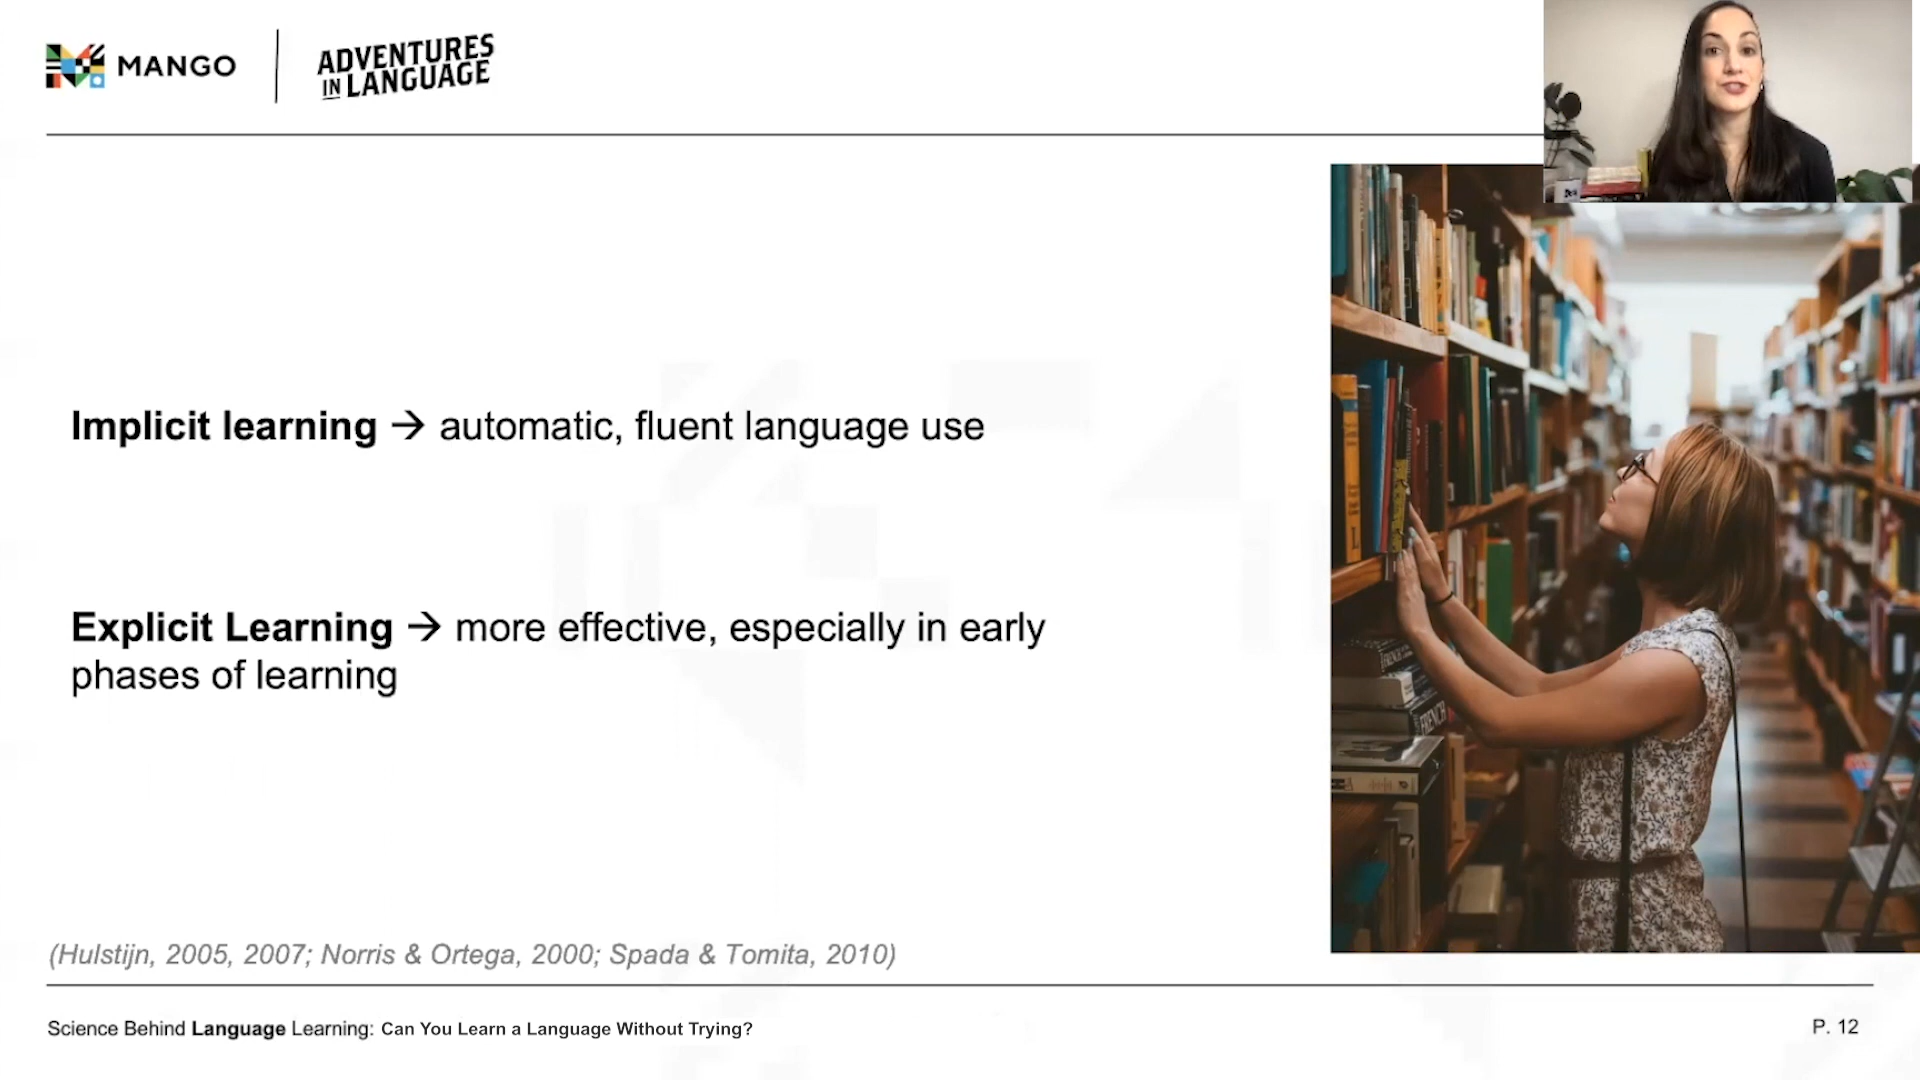 MANGO
ADVENTURES
IN LANGUAGE
Implicit learning → automatic, fluent language use
Explicit Learning → more effective, especially in early
phases of learning
FRENCH
(Hulstijn, 2005, 2007; Norris & Ortega, 2000; Spada & Tomita, 2010)
Science Behind Language Learning: Can You Learn a Language Without Trying?
P. 12